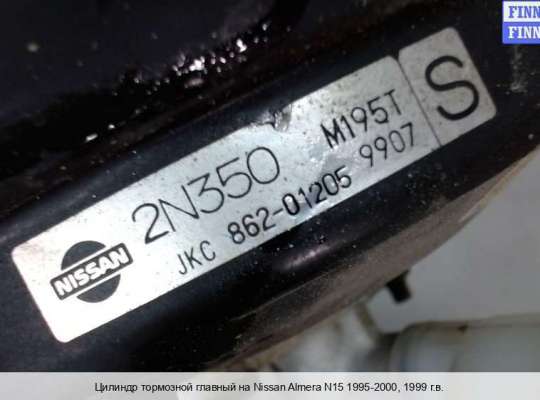 FINN
FINN
2N350 M195T S
JKC 862-01205 9907
NISSAN
Цилиндр тормозной главный на Nissan Almera N15 1995-2000, 1999 г.в.